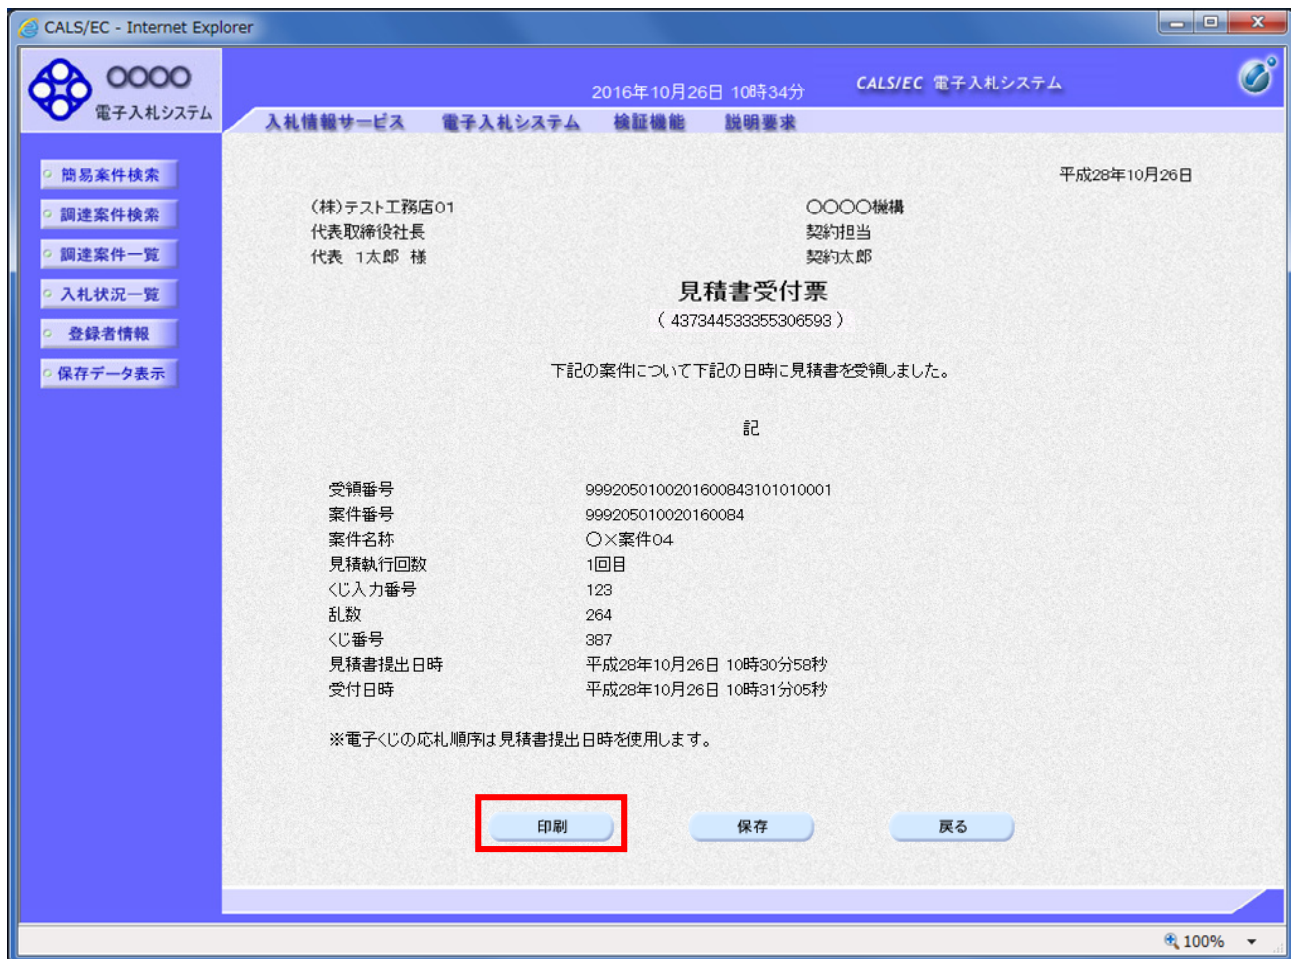 CALS/EC - Internet Explorer
〇〇〇〇
電子入札システム
2016年10月26日 10時34分
CALS/EC 電子入札システム
入札情報サービス 電子入札システム 検証機能 説明要求
簡易案件検索
調達案件検索
調達案件一覧
入札状況一覧
登録者情報
保存データ表示
平成28年10月26日
(株)テスト工務店01
代表取締役社長
代表 1太郎 様
〇〇〇〇機構
契約担当
契約太郎
見積書受付票
( 437344533355306593 )
下記の案件について下記の日時に見積書を受領しました。
記
受領番号 99920501002016008431010​10001
案件番号 999205010020160084
案件名称 〇×案件04
見積執行回数 1回目
くじ入力番号 123
乱数 264
くじ番号 387
見積書提出日時 平成28年10月26日 10時30分58秒
受付日時 平成28年10月26日 10時31分05秒
※電子くじの応札順序は見積書提出日時を使用します。
印刷 保存 戻る
100%